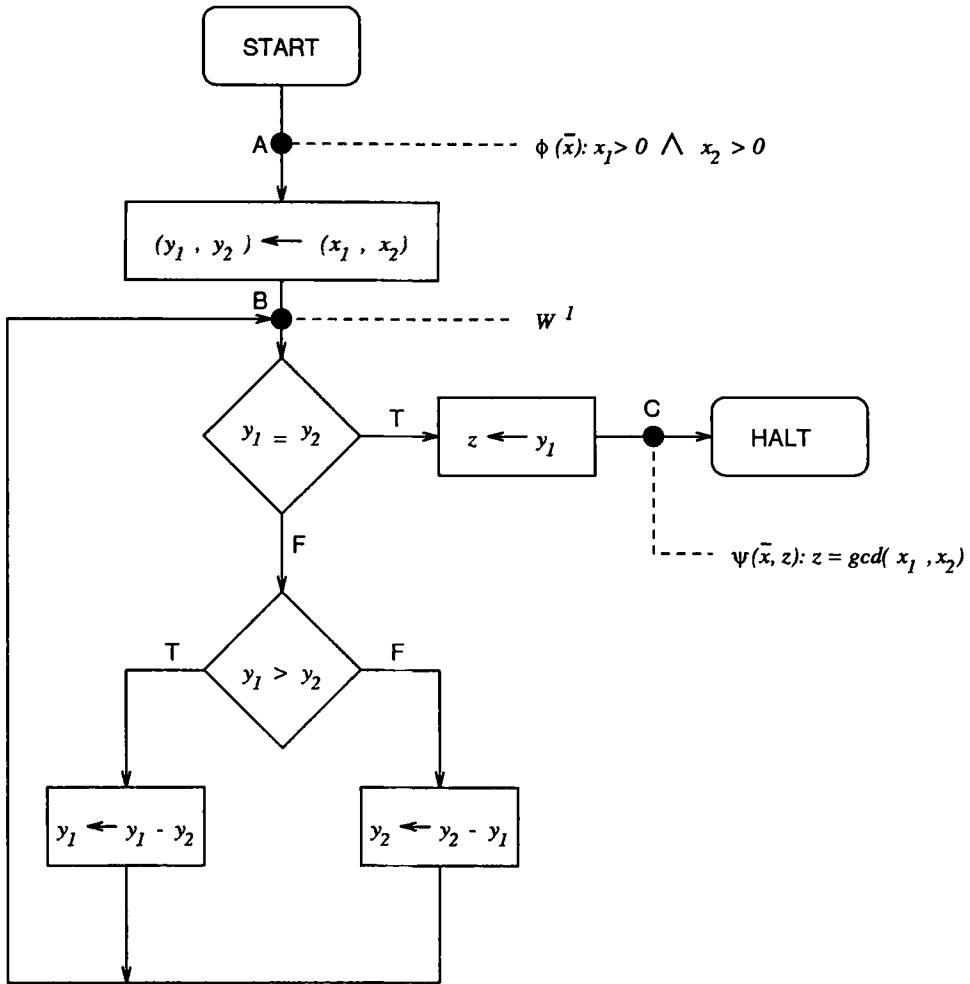 START
A
ϕ (x̄): x₁ > 0 ∧ x₂ > 0
(y₁ , y₂ ) ← (x₁ , x₂)
B
W ¹
y₁ = y₂
T
z ← y₁
C
HALT
F
ψ(x̄, z): z = gcd( x₁ , x₂)
T
y₁ > y₂
F
y₁ ← y₁ - y₂
y₂ ← y₂ - y₁